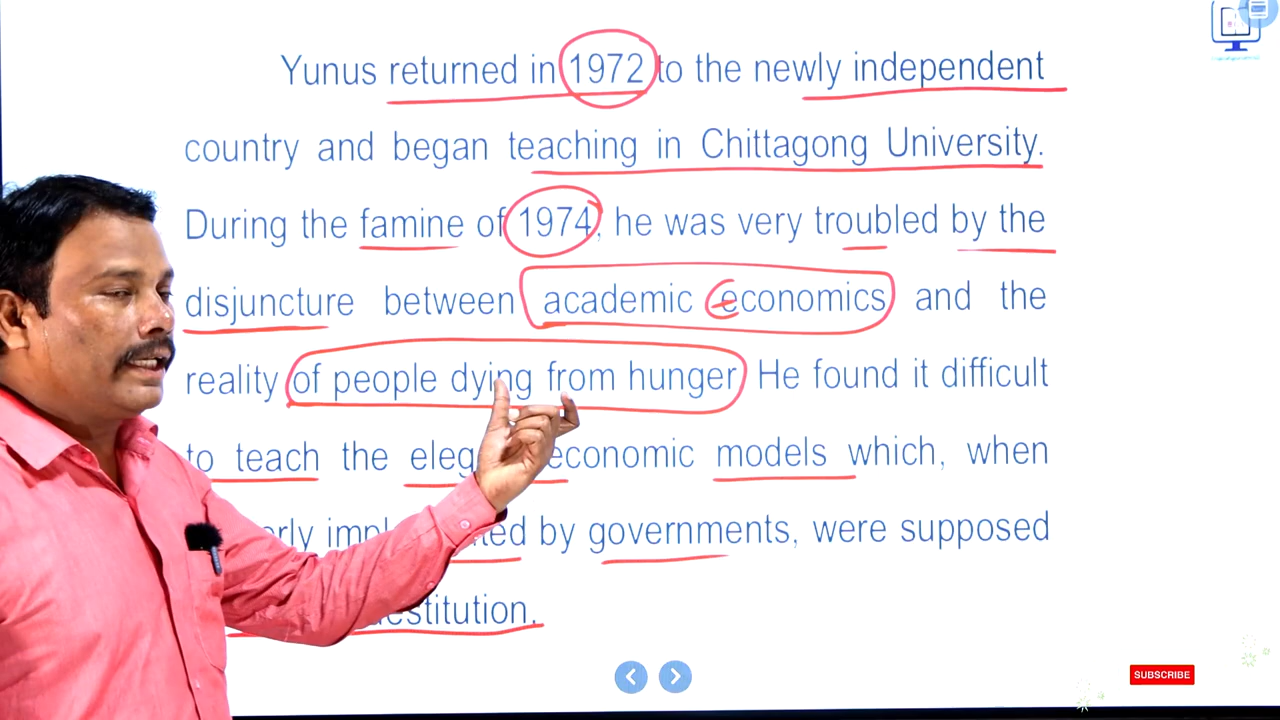 Yunus returned in 1972 to the newly independent
country and began teaching in Chittagong University.
During the famine of 1974, he was very troubled by the
disjuncture between academic economics and the
reality of people dying from hunger He found it difficult
to teach the economic models which, when
by governments, were supposed
destitution.
SUBSCRIBE